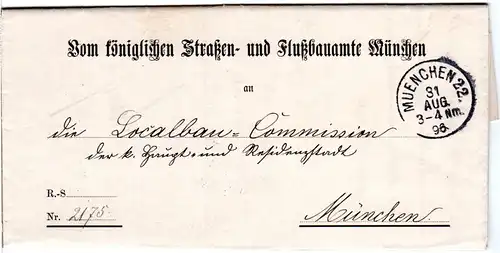 Vom königlichen Straßen- und Flußbauamte München
an
die Localbau-Commission
der k. Haupt- und Residenzstadt
R.-S
Nr. 2175.
München
MUENCHEN 22.
31
AUG.
3-4 Nm.
96.